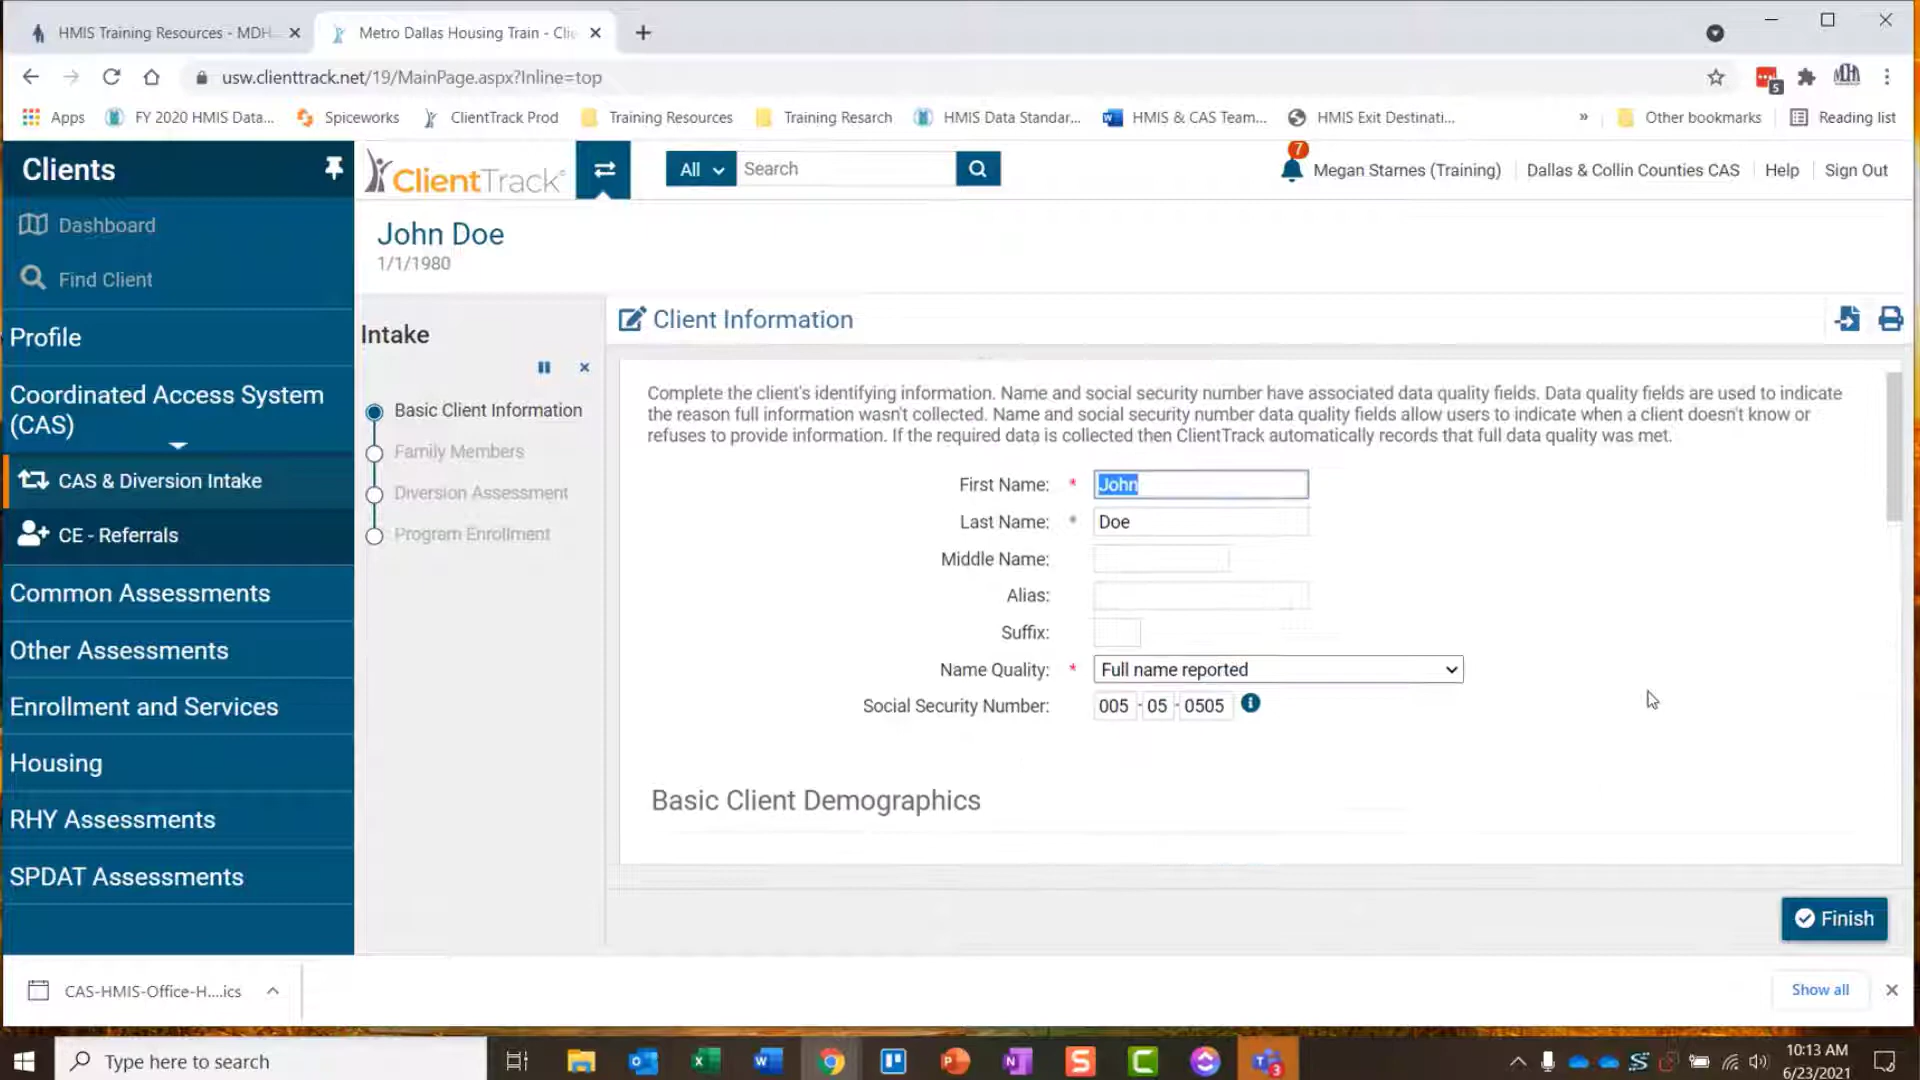 HMIS Training Resources - MDH
Metro Dallas Housing Train - Clie
usw.clienttrack.net/19/MainPage.aspx?Inline=top
5
Apps
FY 2020 HMIS Data...
Spiceworks
ClientTrack Prod
Training Resources
Training Resarch
HMIS Data Standar...
HMIS & CAS Team...
HMIS Exit Destinati...
»
Other bookmarks
Reading list
Clients
ClientTrack
All
Search
7
Megan Starnes (Training)
Dallas & Collin Counties CAS
Help
Sign Out
Dashboard
Find Client
Profile
Coordinated Access System
(CAS)
CAS & Diversion Intake
CE - Referrals
Common Assessments
Other Assessments
Enrollment and Services
Housing
RHY Assessments
SPDAT Assessments
John Doe
1/1/1980
Intake
Basic Client Information
Family Members
Diversion Assessment
Program Enrollment
Client Information
Complete the client's identifying information. Name and social security number have associated data quality fields. Data quality fields are used to indicate
the reason full information wasn't collected. Name and social security number data quality fields allow users to indicate when a client doesn't know or
refuses to provide information. If the required data is collected then ClientTrack automatically records that full data quality was met.
First Name: * John
Last Name: * Doe
Middle Name:
Alias:
Suffix:
Name Quality: * Full name reported
Social Security Number: 005 - 05 - 0505
Basic Client Demographics
Finish
CAS-HMIS-Office-H....ics
Show all
Type here to search
3
10:13 AM
6/23/2021